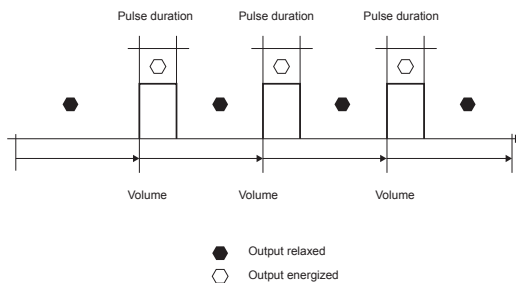 Pulse duration Pulse duration Pulse duration
Volume Volume Volume
Output relaxed
Output energized